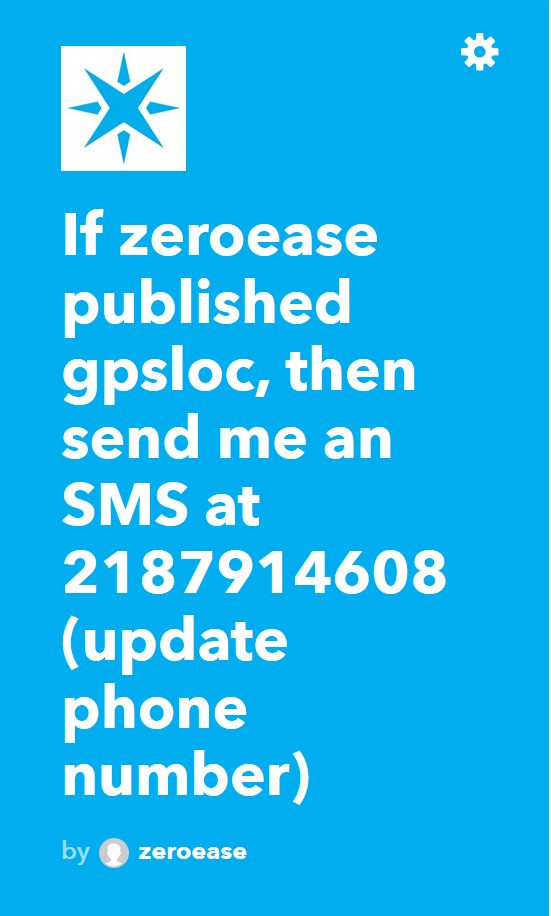 If zeroease
published
gpsloc, then
send me an
SMS at
2187914608
(update
phone
number)
by zeroease